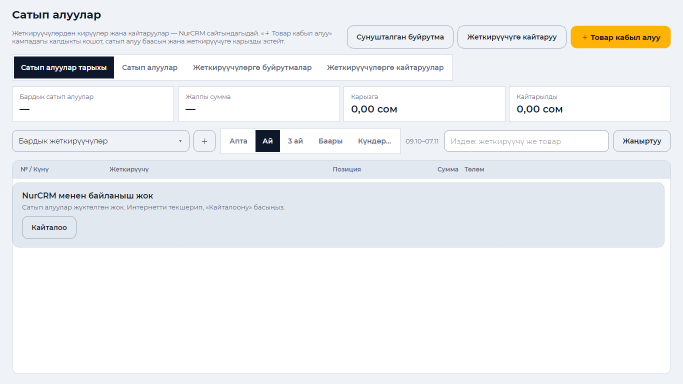 Сатып алуулар
Жеткирүүчүлөрдөн кирүүлөр жана кайтаруулар — NurCRM сайтындагыдай. «+ Товар кабыл алуу»
кампадагы калдыкты кошот, сатып алуу баасын жана жеткирүүчүгө карызды эстейт.
Сунушталган буйрутма
Жеткирүүчүгө кайтаруу
+ Товар кабыл алуу
Сатып алуулар тарыхы
Сатып алуулар
Жеткирүүчүлөргө буйрутмалар
Жеткирүүчүлөргө кайтаруулар
Бардык сатып алуулар
—
Жалпы сумма
—
Карызга
0,00 сом
Кайтарылды
0,00 сом
Бардык жеткирүүчүлөр
+
Апта
Ай
3 ай
Баары
Күндөр...
09.10–07.11
Издөө: жеткирүүчү же товар
Жаңыртуу
№ / Күнү
Жеткирүүчү
Позиция
Сумма
Төлөм
NurCRM менен байланыш жок
Сатып алуулар жүктөлгөн жок. Интернетти текшерип, «Кайталоону» басыңыз.
Кайталоо